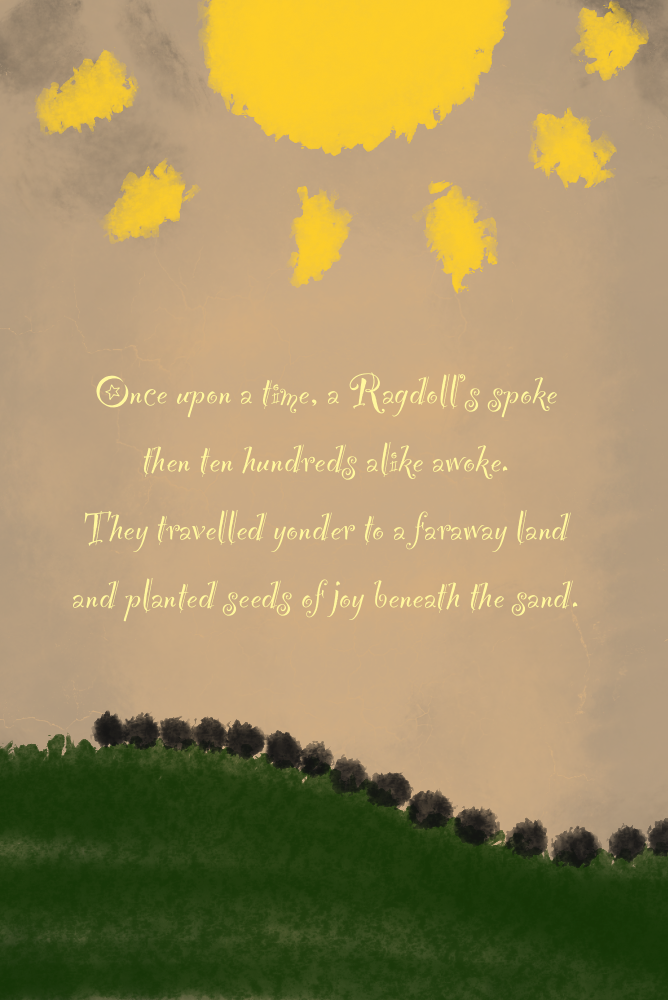 Once upon a time, a Ragdoll's spoke
then ten hundreds alike awoke.
They travelled yonder to a faraway land
and planted seeds of joy beneath the sand.